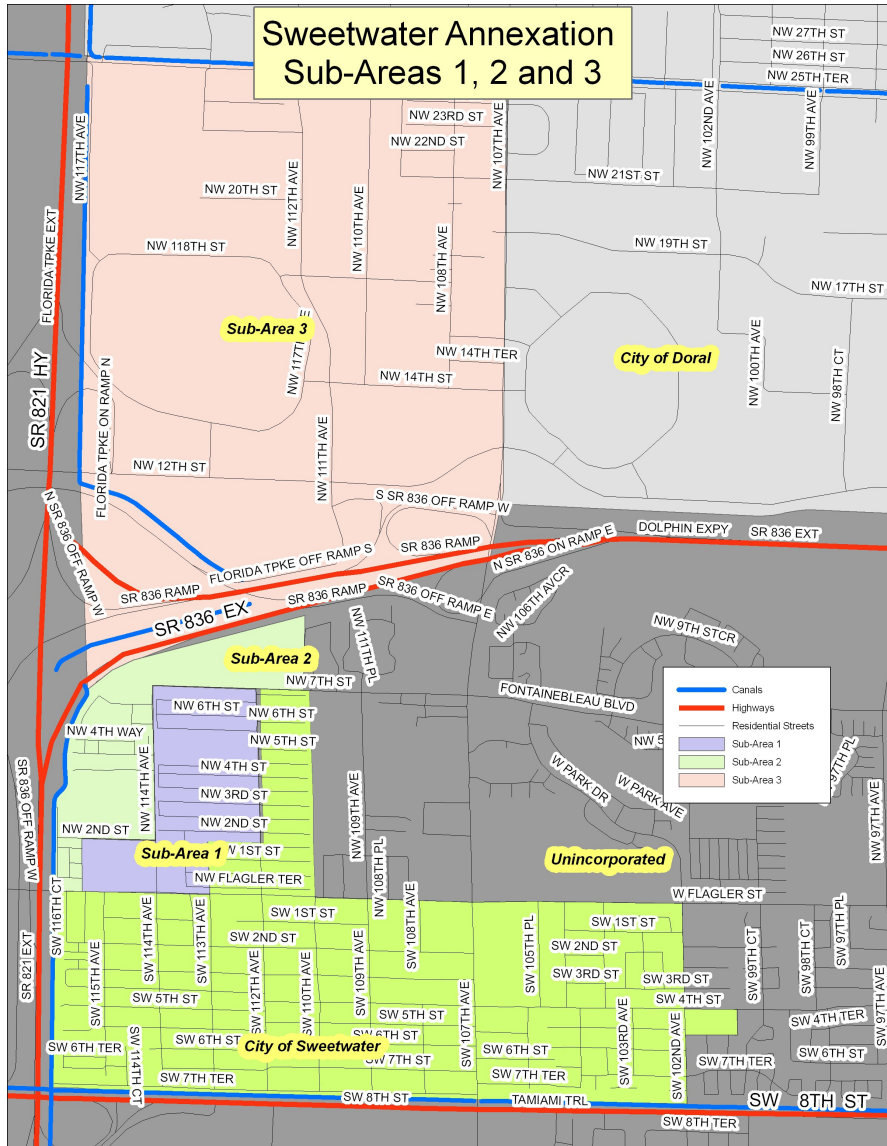 Sweetwater Annexation
Sub-Areas 1, 2 and 3
NW 27TH ST
NW 26TH ST
NW 25TH TER
NW 117TH AVE
NW 23RD ST
NW 22ND ST
NW 107TH AVE
NW 102ND AVE
NW 99TH AVE
NW 21ST ST
NW 20TH ST
NW 112TH AVE
NW 110TH AVE
NW 108TH AVE
NW 118TH ST
NW 19TH ST
NW 17TH ST
FLORIDA TPKE EXT
Sub-Area 3
NW 14TH TER
City of Doral
NW 100TH AVE
NW 98TH CT
SR 821 HY
NW 14TH ST
FLORIDA TPKE ON RAMP N
NW 12TH ST
NW 111TH AVE
S SR 836 OFF RAMP W
N SR 836 OFF RAMP W
FLORIDA TPKE OFF RAMP S
SR 836 RAMP
N SR 836 ON RAMP E
DOLPHIN EXPY
SR 836 EXT
SR 836 RAMP
SR 836 RAMP
SR 836 OFF RAMP E
SR 836 EX
NW 106TH AVCR
NW 9TH STCR
NW 111TH PL
Sub-Area 2
NW 7TH ST
FONTAINEBLEAU BLVD
NW 6TH ST
NW 6TH ST
NW 4TH WAY
NW 5TH ST
NW 114TH AVE
NW 4TH ST
NW 3RD ST
NW 2ND ST
NW 2ND ST
Sub-Area 1
NW FLAGLER TER
NW 109TH AVE
NW 108TH PL
W PARK DR
W PARK AVE
Unincorporated
Canals
Highways
Residential Streets
Sub-Area 1
Sub-Area 2
Sub-Area 3
NW 97TH AVE
SR 836 OFF RAMP W
SR 821 EXT
W FLAGLER ST
SW 116TH CT
SW 115TH AVE
SW 114TH AVE
SW 113TH AVE
SW 1ST ST
SW 2ND ST
SW 112TH AVE
SW 110TH AVE
SW 109TH AVE
SW 108TH AVE
SW 107TH AVE
SW 105TH PL
SW 1ST ST
SW 2ND ST
SW 3RD ST
SW 3RD ST
SW 4TH ST
SW 99TH CT
SW 98TH CT
SW 97TH PL
SW 97TH AVE
SW 5TH ST
SW 5TH ST
SW 4TH TER
SW 6TH ST
SW 6TH ST
SW 6TH ST
SW 6TH ST
City of Sweetwater
SW 6TH TER
SW 114TH CT
SW 7TH ST
SW 7TH TER
SW 7TH TER
SW 7TH TER
SW 103RD AVE
SW 102ND AVE
SW 8TH ST
TAMIAMI TRL
SW 8TH ST
SW 8TH TER